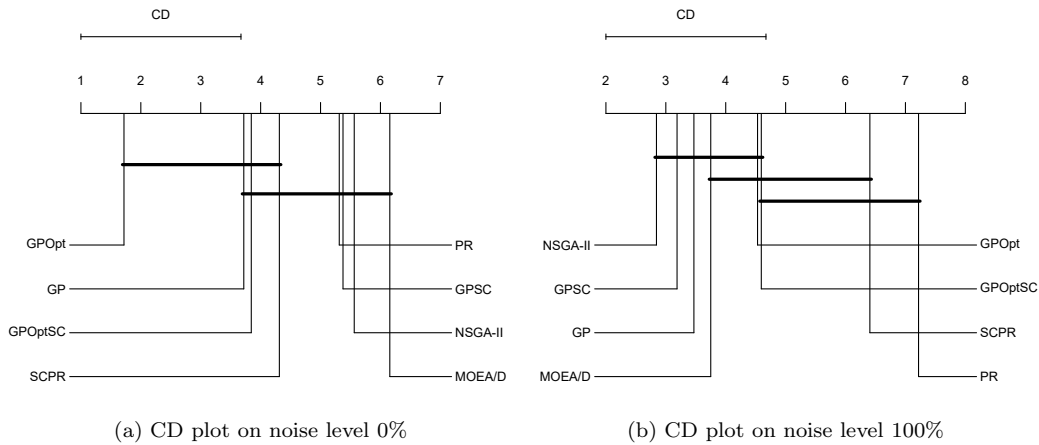 CD
1 2 3 4 5 6 7
GPOpt
GP
GPOptSC
SCPR
PR
GPSC
NSGA-II
MOEA/D
(a) CD plot on noise level 0%
CD
2 3 4 5 6 7 8
NSGA-II
GPSC
GP
MOEA/D
GPOpt
GPOptSC
SCPR
PR
(b) CD plot on noise level 100%